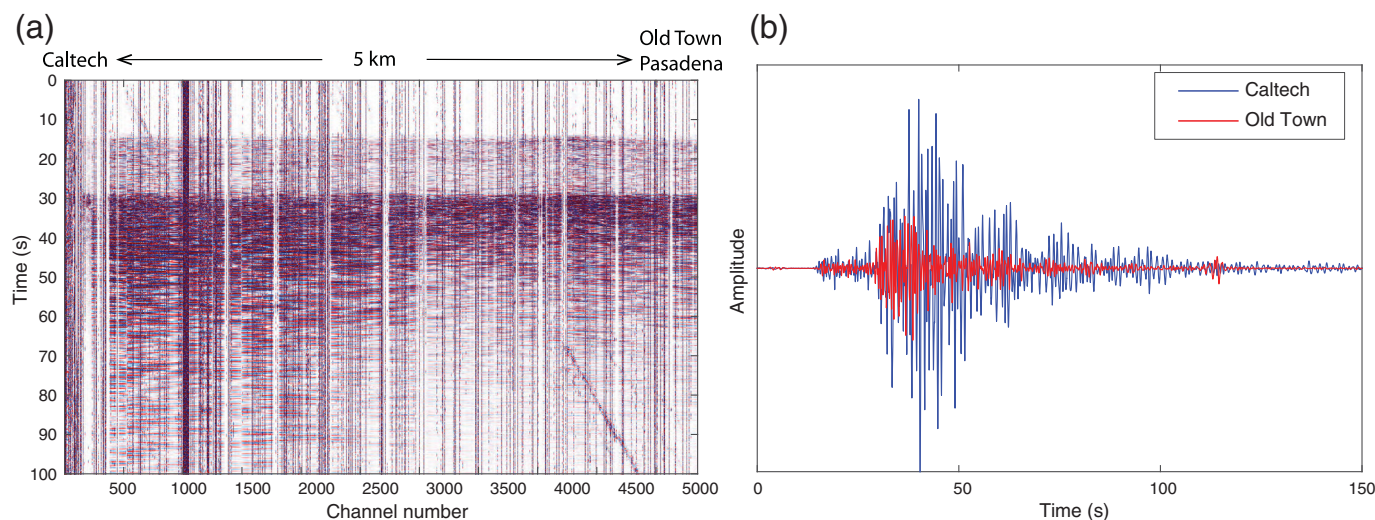 (a)
Caltech
5 km
Old Town
Pasadena
0
10
20
30
40
50
60
70
80
90
100
Time (s)
500 1000 1500 2000 2500 3000 3500 4000 4500 5000
Channel number
(b)
Caltech
Old Town
Amplitude
0 50 100 150
Time (s)